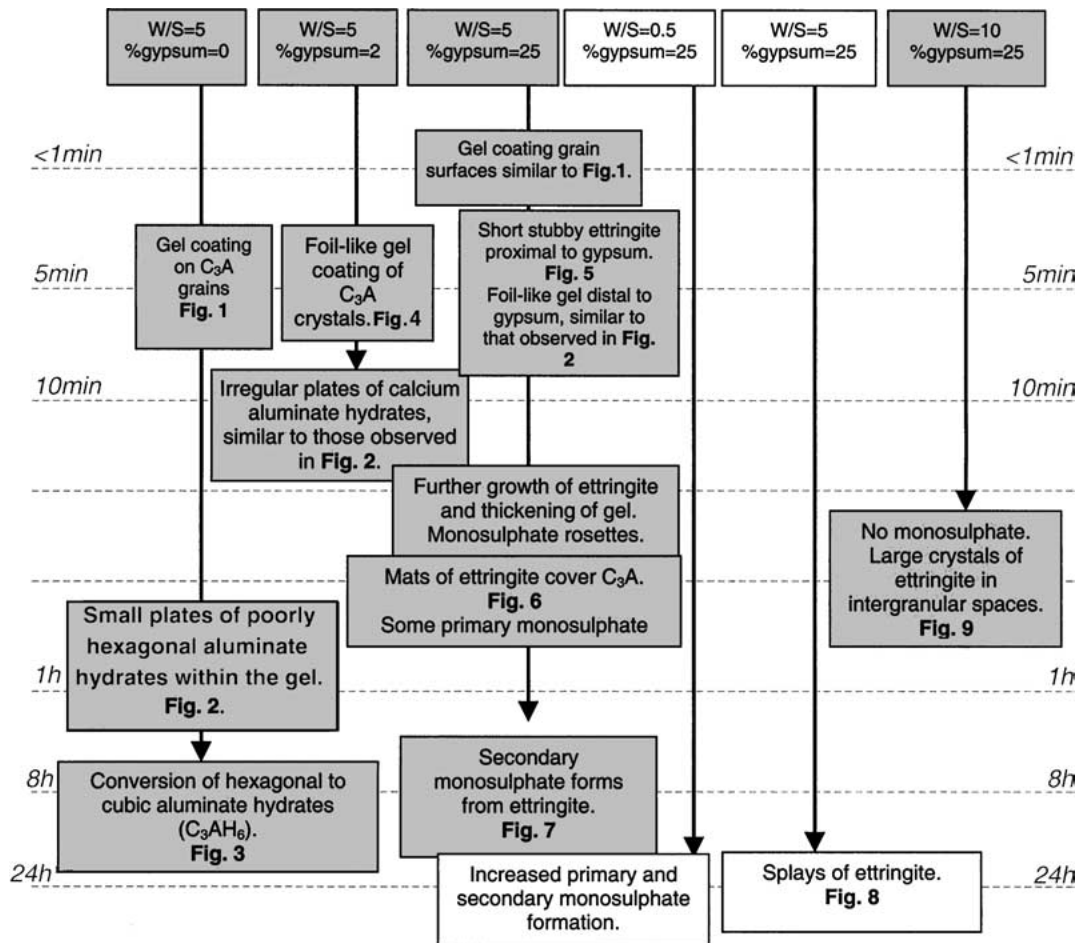 W/S=5
%gypsum=0
W/S=5
%gypsum=2
W/S=5
%gypsum=25
W/S=0.5
%gypsum=25
W/S=5
%gypsum=25
W/S=10
%gypsum=25
<1min
<1min
Gel coating grain
surfaces similar to Fig.1.
Gel coating
on C₃A
grains
Fig. 1
Foil-like gel
coating of
C₃A
crystals.Fig. 4
Short stubby ettringite
proximal to gypsum.
Fig. 5
Foil-like gel distal to
gypsum, similar to
that observed in Fig.
2
5min
5min
10min
10min
Irregular plates of calcium
aluminate hydrates,
similar to those observed
in Fig. 2.
Further growth of ettringite
and thickening of gel.
Monosulphate rosettes.
No monosulphate.
Large crystals of
ettringite in
intergranular spaces.
Fig. 9
Mats of ettringite cover C₃A.
Fig. 6
Some primary monosulphate
Small plates of poorly
hexagonal aluminate
hydrates within the gel.
Fig. 2.
1h
1h
Conversion of hexagonal to
cubic aluminate hydrates
(C₃AH₆).
Fig. 3
Secondary
monosulphate forms
from ettringite.
Fig. 7
8h
8h
Increased primary and
secondary monosulphate
formation.
Splays of ettringite.
Fig. 8
24h
24h